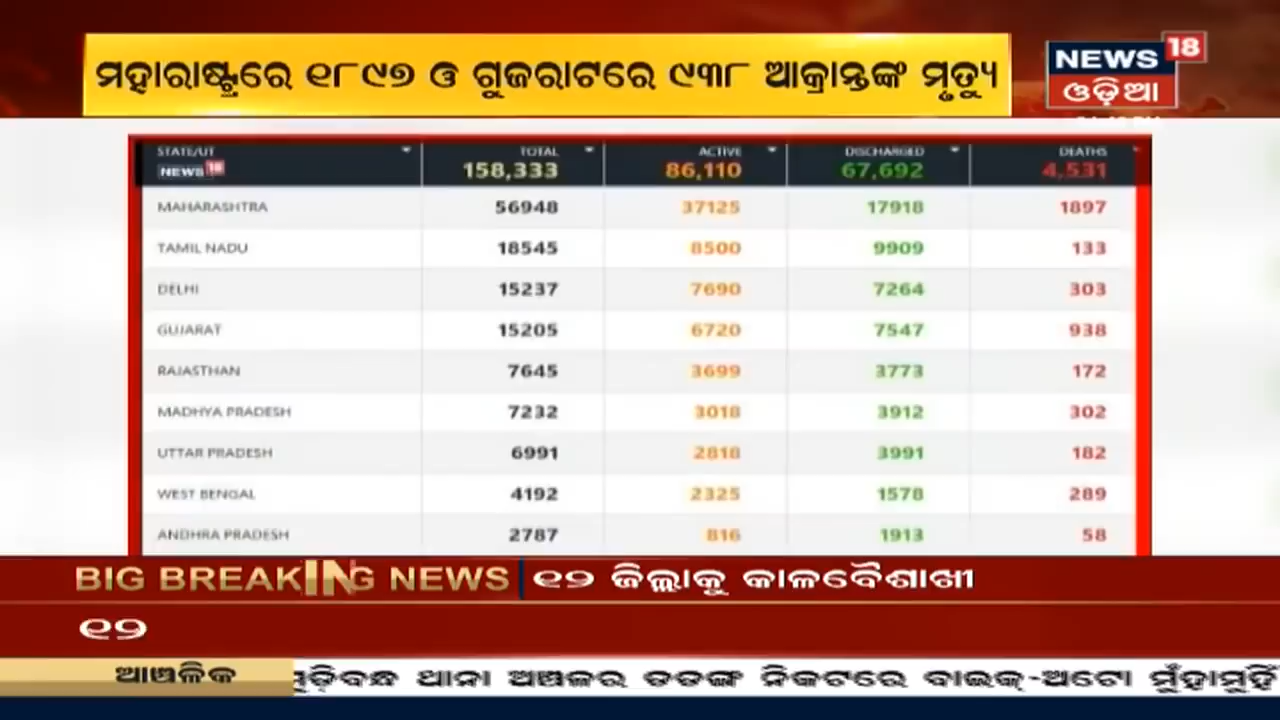 ମହାରାଷ୍ଟ୍ରରେ ୧୮୯୭ ଓ ଗୁଜରାଟରେ ୯୩୮ ଆକ୍ରାନ୍ତଙ୍କ ମୃତ୍ୟୁ
NEWS 18
ଓଡ଼ିଆ
STATE/UT TOTAL ACTIVE DISCHARGED DEATHS
NEWS 18 158,333 86,110 67,692 4,531
MAHARASHTRA 56948 37125 17918 1897
TAMIL NADU 18545 8500 9909 133
DELHI 15237 7690 7264 303
GUJARAT 15205 6720 7547 938
RAJASTHAN 7645 3699 3773 172
MADHYA PRADESH 7232 3018 3912 302
UTTAR PRADESH 6991 2818 3991 182
WEST BENGAL 4192 2325 1578 289
ANDHRA PRADESH 2787 816 1913 58
BIG BREAKING NEWS ୧୨ ଜିଲ୍ଲାକୁ କାଳବୈଶାଖୀ
୧୨
ଆଞ୍ଚଳିକ ଥାନା ଅଞ୍ଚଳର ନିକଟରେ ବାଇକ୍-ଅଟୋ